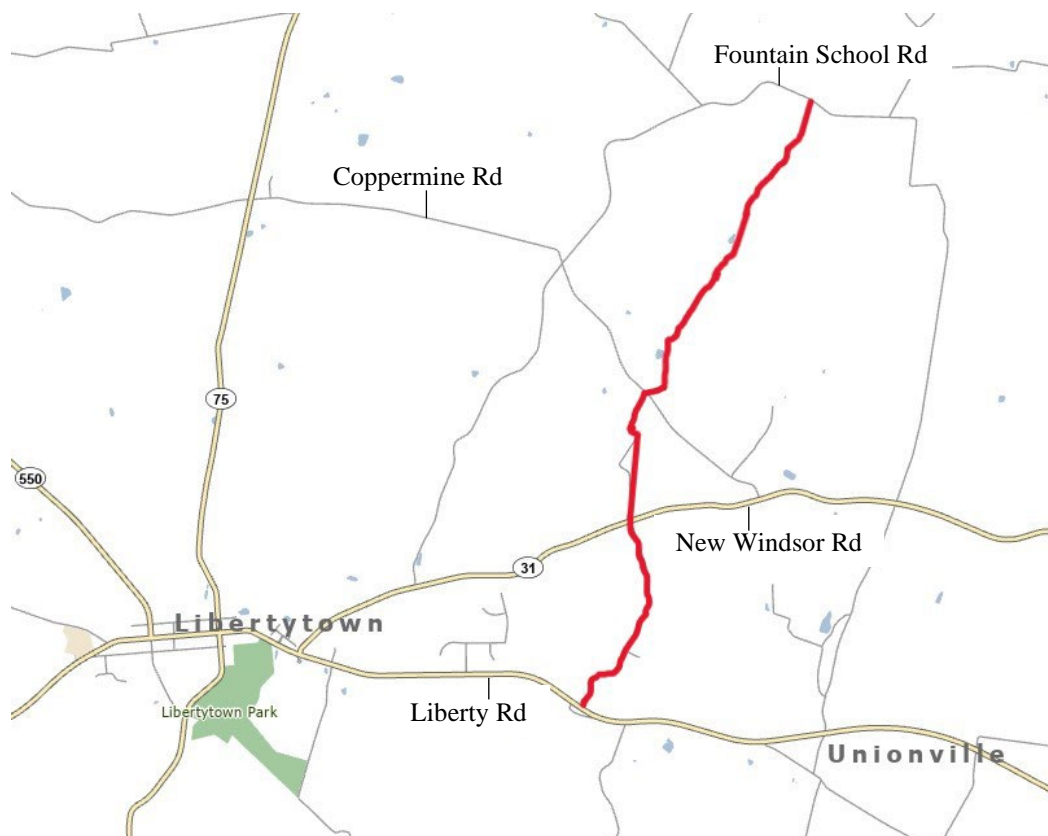 Fountain School Rd
Coppermine Rd
75
550
New Windsor Rd
31
Libertytown
Libertytown Park
Liberty Rd
Unionville